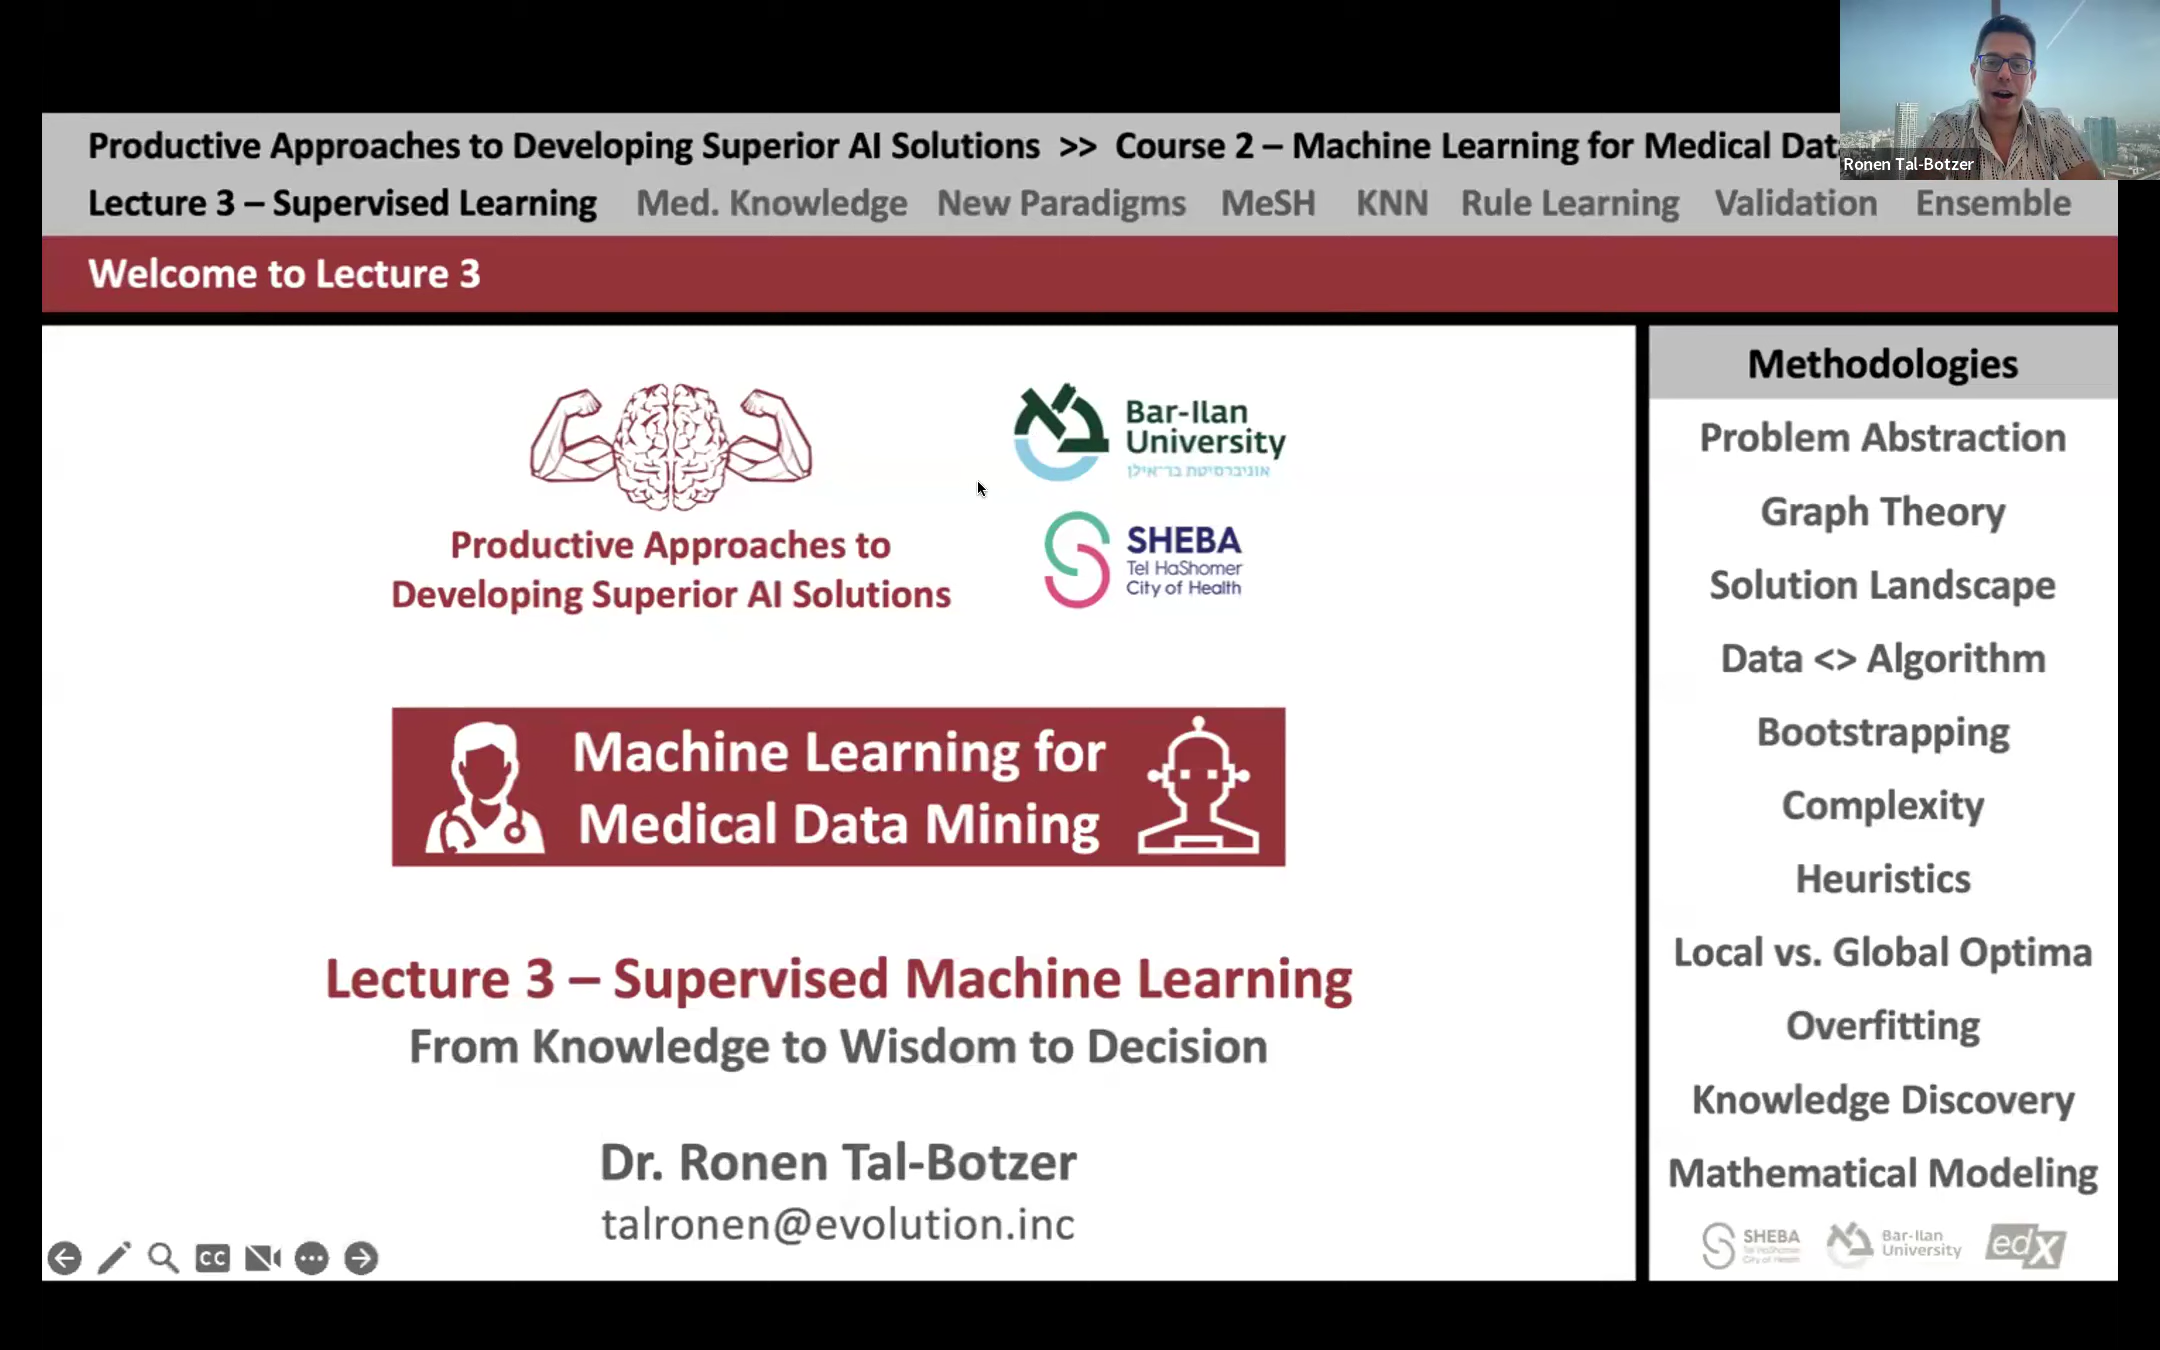 Productive Approaches to Developing Superior AI Solutions >> Course 2 – Machine Learning for Medical Dat
Ronen Tal-Botzer
Lecture 3 – Supervised Learning Med. Knowledge New Paradigms MeSH KNN Rule Learning Validation Ensemble
Welcome to Lecture 3
Productive Approaches to
Developing Superior AI Solutions
Bar-Ilan
University
אוניברסיטת בר־אילן
SHEBA
Tel HaShomer
City of Health
Machine Learning for
Medical Data Mining
Lecture 3 – Supervised Machine Learning
From Knowledge to Wisdom to Decision
Dr. Ronen Tal-Botzer
talronen@evolution.inc
CC
Methodologies
Problem Abstraction
Graph Theory
Solution Landscape
Data <> Algorithm
Bootstrapping
Complexity
Heuristics
Local vs. Global Optima
Overfitting
Knowledge Discovery
Mathematical Modeling
SHEBA
Tel HaShomer
City of Health
Bar-Ilan
University
edX